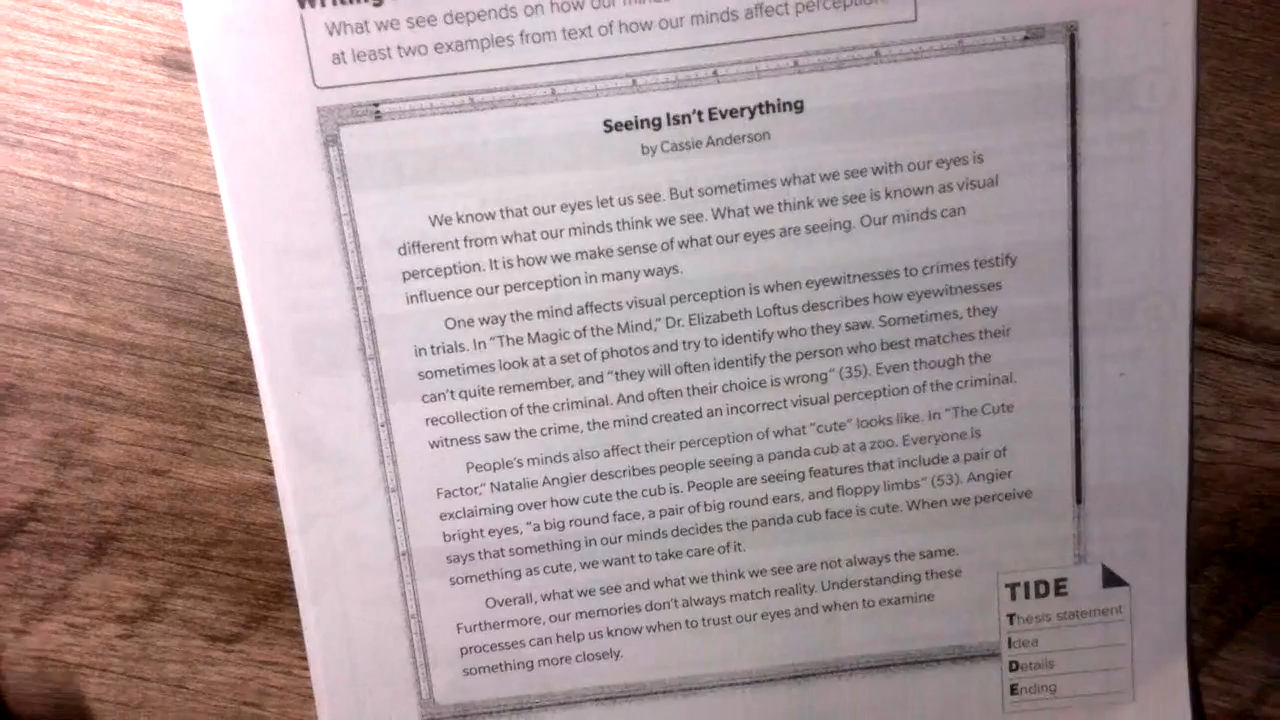 Writing
What we see depends on how our
at least two examples from text of how our minds affect perception.
Seeing Isn't Everything
by Cassie Anderson
We know that our eyes let us see. But sometimes what we see with our eyes is
different from what our minds think we see. What we think we see is known as visual
perception. It is how we make sense of what our eyes are seeing. Our minds can
influence our perception in many ways.
One way the mind affects visual perception is when eyewitnesses to crimes testify
in trials. In "The Magic of the Mind," Dr. Elizabeth Loftus describes how eyewitnesses
sometimes look at a set of photos and try to identify who they saw. Sometimes, they
can't quite remember, and "they will often identify the person who best matches their
recollection of the criminal. And often their choice is wrong" (35). Even though the
witness saw the crime, the mind created an incorrect visual perception of the criminal.
People's minds also affect their perception of what "cute" looks like. In "The Cute
Factor," Natalie Angier describes people seeing a panda cub at a zoo. Everyone is
exclaiming over how cute the cub is. People are seeing features that include a pair of
bright eyes, "a big round face, a pair of big round ears, and floppy limbs" (53). Angier
says that something in our minds decides the panda cub face is cute. When we perceive
something as cute, we want to take care of it.
Overall, what we see and what we think we see are not always the same.
Furthermore, our memories don't always match reality. Understanding these
processes can help us know when to trust our eyes and when to examine
something more closely.
TIDE
Thesis statement
Idea
Details
Ending